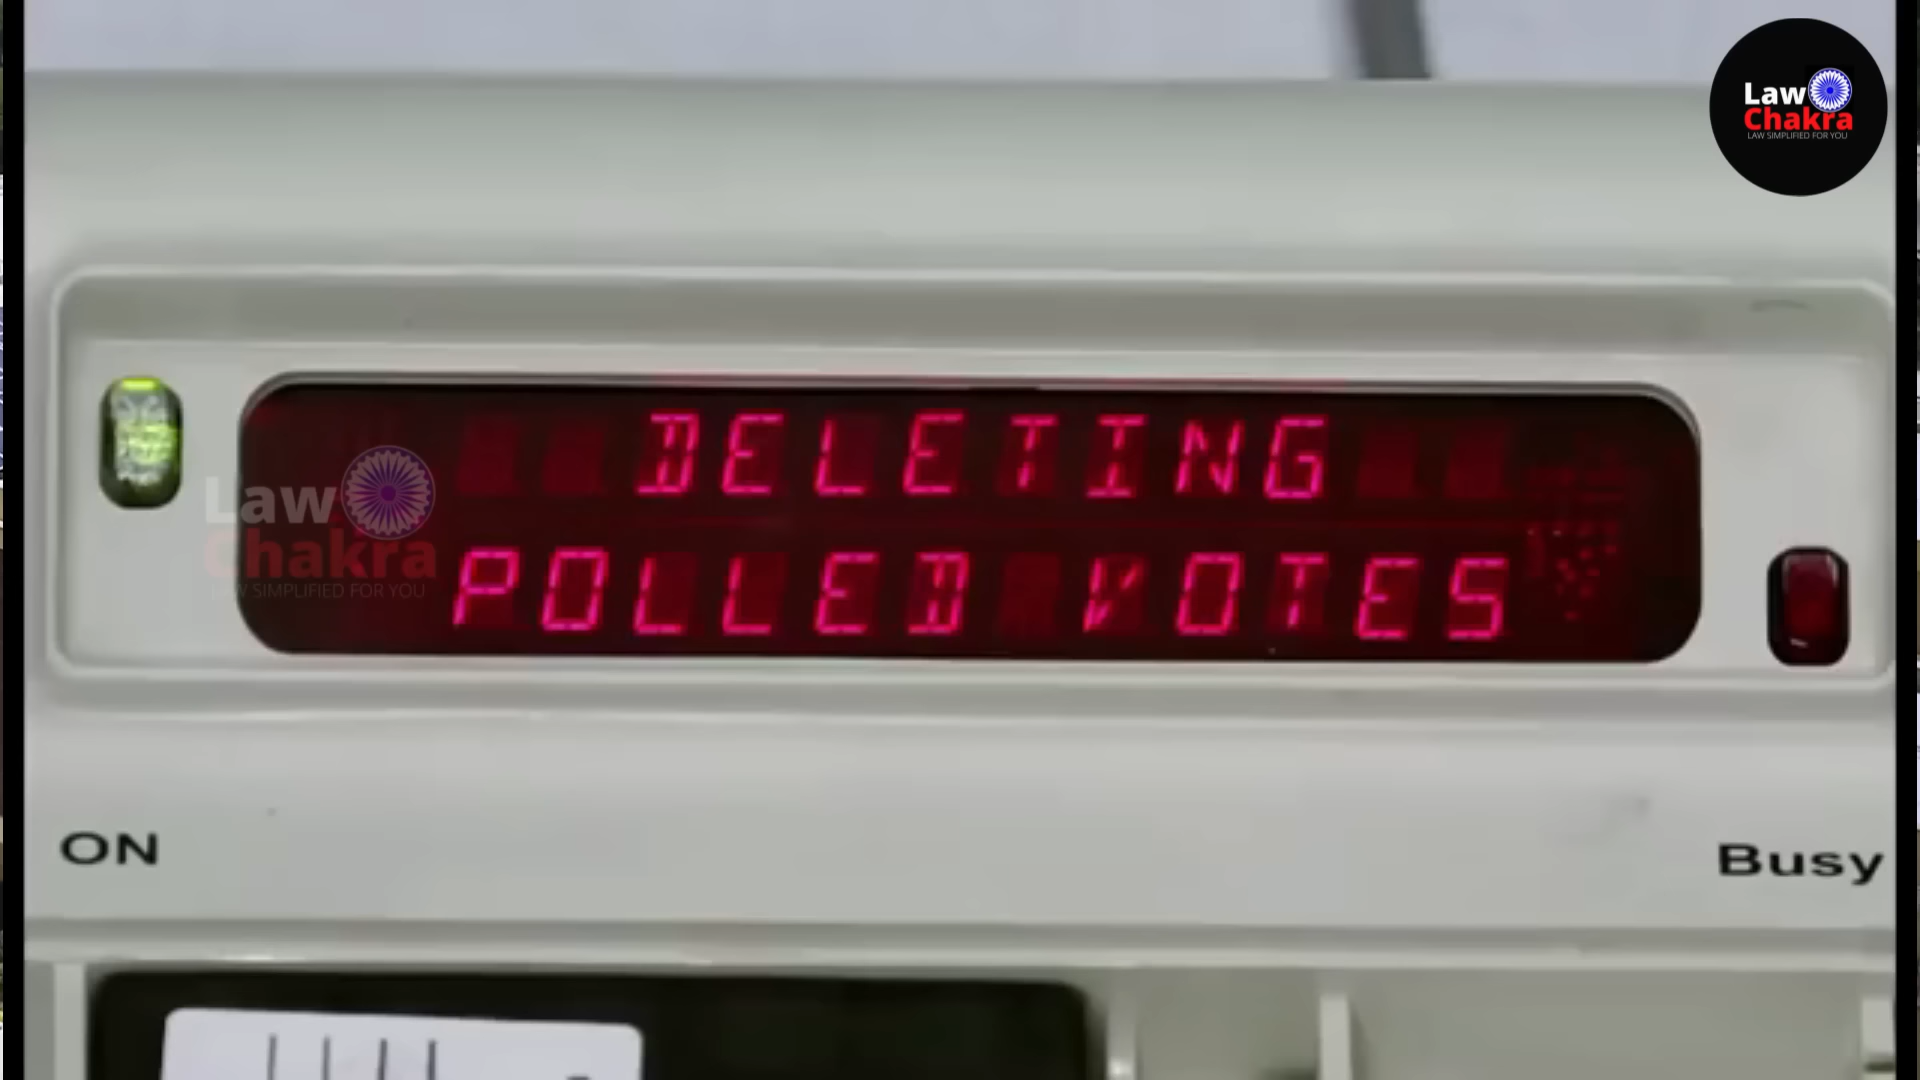 Law
Chakra
LAW SIMPLIFIED FOR YOU
DELETING
POLLED VOTES
Law
Chakra
LAW SIMPLIFIED FOR YOU
ON
Busy